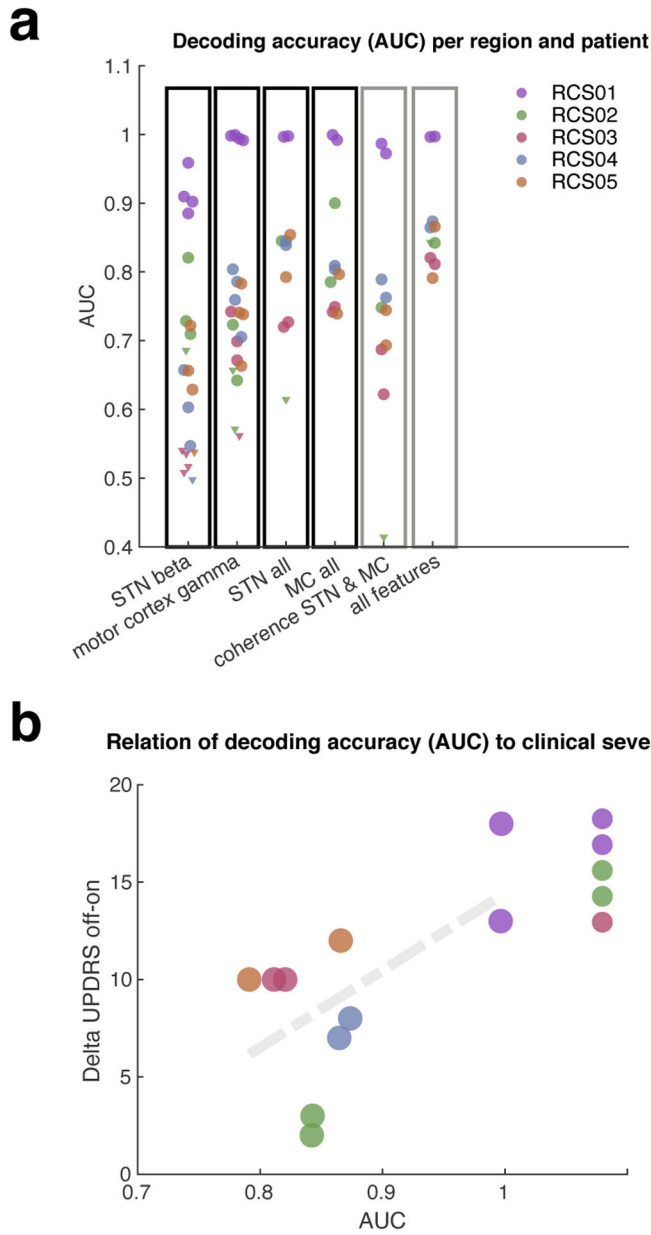 a
Decoding accuracy (AUC) per region and patient
1.1
1
0.9
0.8
0.7
0.6
0.5
0.4
AUC
RCS01
RCS02
RCS03
RCS04
RCS05
STN beta
motor cortex gamma
STN all
MC all
coherence STN & MC
all features
b
Relation of decoding accuracy (AUC) to clinical seve
20
15
10
5
0
Delta UPDRS off-on
0.7
0.8
0.9
1
AUC